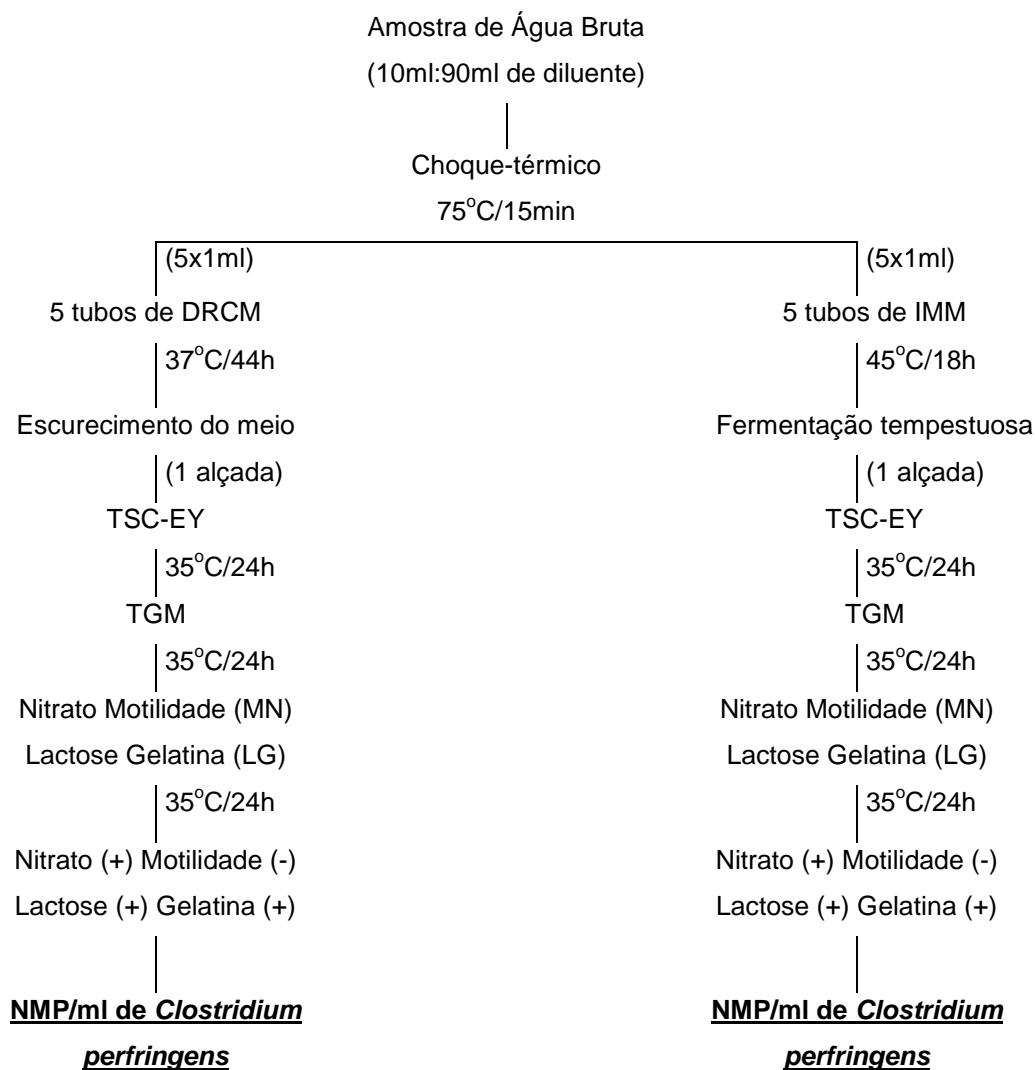 Amostra de Água Bruta
(10ml:90ml de diluente)
Choque-térmico
75°C/15min
(5x1ml)
5 tubos de DRCM
37°C/44h
Escurecimento do meio
(1 alçada)
TSC-EY
35°C/24h
TGM
35°C/24h
Nitrato Motilidade (MN)
Lactose Gelatina (LG)
35°C/24h
Nitrato (+) Motilidade (-)
Lactose (+) Gelatina (+)
NMP/ml de Clostridium
perfringens
(5x1ml)
5 tubos de IMM
45°C/18h
Fermentação tempestuosa
(1 alçada)
TSC-EY
35°C/24h
TGM
35°C/24h
Nitrato Motilidade (MN)
Lactose Gelatina (LG)
35°C/24h
Nitrato (+) Motilidade (-)
Lactose (+) Gelatina (+)
NMP/ml de Clostridium
perfringens